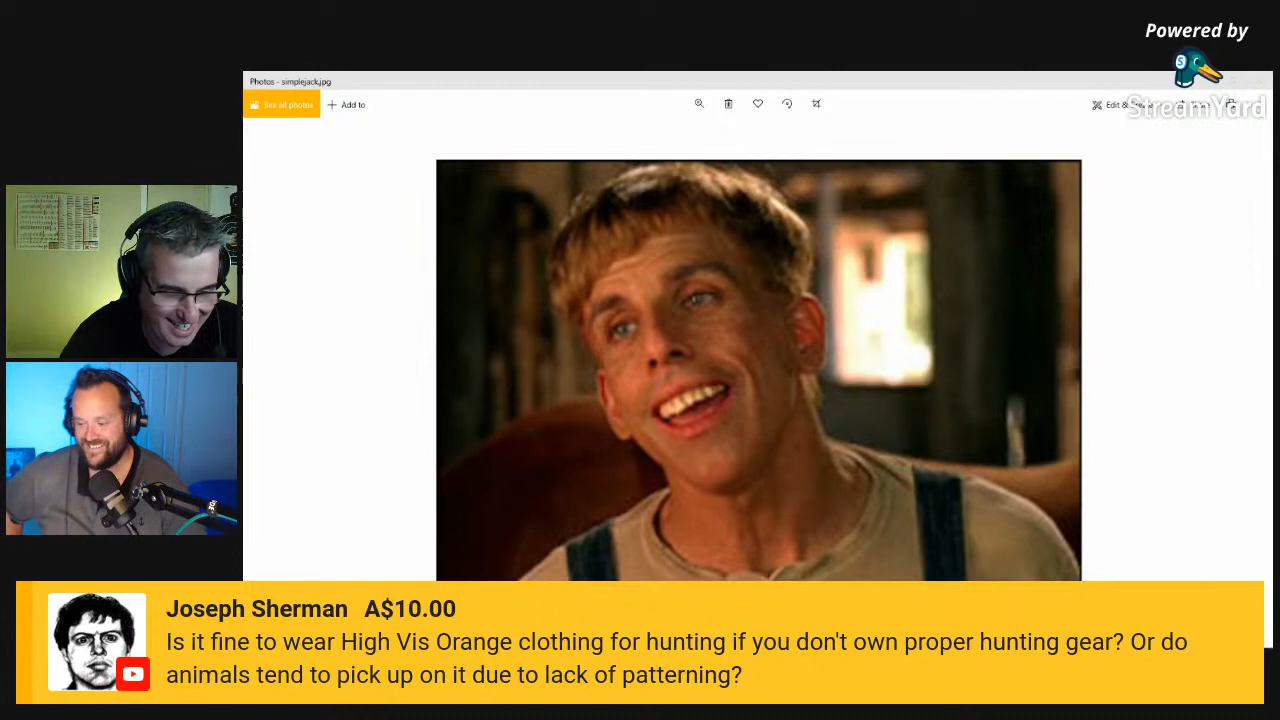 Powered by
StreamYard
Photos - simplejack.jpg
See all photos
Add to
Edit &
Joseph Sherman A$10.00
Is it fine to wear High Vis Orange clothing for hunting if you don't own proper hunting gear? Or do
animals tend to pick up on it due to lack of patterning?